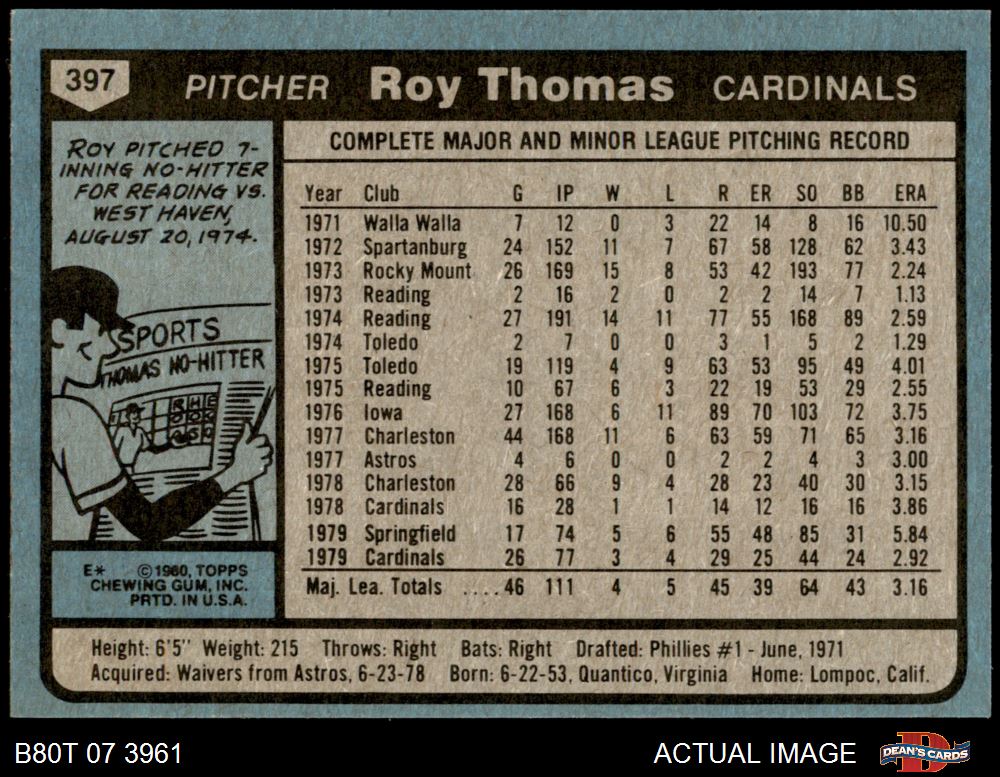 397 PITCHER Roy Thomas CARDINALS
ROY PITCHED 7-
INNING NO-HITTER
FOR READING VS.
WEST HAVEN,
AUGUST 20, 1974.
SPORTS
THOMAS NO-HITTER
R H E
COMPLETE MAJOR AND MINOR LEAGUE PITCHING RECORD
Year Club G IP W L R ER SO BB ERA
1971 Walla Walla 7 12 0 3 22 14 8 16 10.50
1972 Spartanburg 24 152 11 7 67 58 128 62 3.43
1973 Rocky Mount 26 169 15 8 53 42 193 77 2.24
1973 Reading 2 16 2 0 2 2 14 7 1.13
1974 Reading 27 191 14 11 77 55 168 89 2.59
1974 Toledo 2 7 0 0 3 1 5 2 1.29
1975 Toledo 19 119 4 9 63 53 95 49 4.01
1975 Reading 10 67 6 3 22 19 53 29 2.55
1976 Iowa 27 168 6 11 89 70 103 72 3.75
1977 Charleston 44 168 11 6 63 59 71 65 3.16
1977 Astros 4 6 0 0 2 2 4 3 3.00
1978 Charleston 28 66 9 4 28 23 40 30 3.15
1978 Cardinals 16 28 1 1 14 12 16 16 3.86
1979 Springfield 17 74 5 6 55 48 85 31 5.84
1979 Cardinals 26 77 3 4 29 25 44 24 2.92
Maj. Lea. Totals ....46 111 4 5 45 39 64 43 3.16
E* ©1980, TOPPS
CHEWING GUM, INC.
PRTD. IN U.S.A.
Height: 6'5" Weight: 215 Throws: Right Bats: Right Drafted: Phillies #1 - June, 1971
Acquired: Waivers from Astros, 6-23-78 Born: 6-22-53, Quantico, Virginia Home: Lompoc, Calif.
B80T 07 3961 ACTUAL IMAGE DEAN'S CARDS